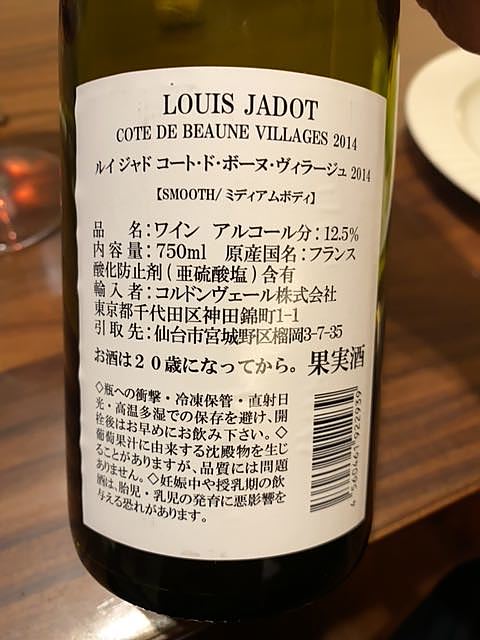 LOUIS JADOT
COTE DE BEAUNE VILLAGES 2014
ルイ ジャド コート・ド・ボーヌ・ヴィラージュ 2014
【SMOOTH/ミディアムボディ】
品 名：ワイン アルコール分：12.5%
内容量：750ml 原産国名：フランス
酸化防止剤(亜硫酸塩)含有
輸入者：コルドンヴェール株式会社
東京都千代田区神田錦町1-1
引取先：仙台市宮城野区榴岡3-7-35
お酒は２０歳になってから。果実酒
◇瓶への衝撃・冷凍保管・直射日
光・高温多湿での保存を避け、開
栓後はお早めにお飲み下さい。◇
葡萄果汁に由来する沈殿物を生じ
ることがありますが、品質には問題
ありません。◇妊娠中や授乳期の飲
酒は、胎児・乳児の発育に悪影響を
与える恐れがあります。
4560461922939